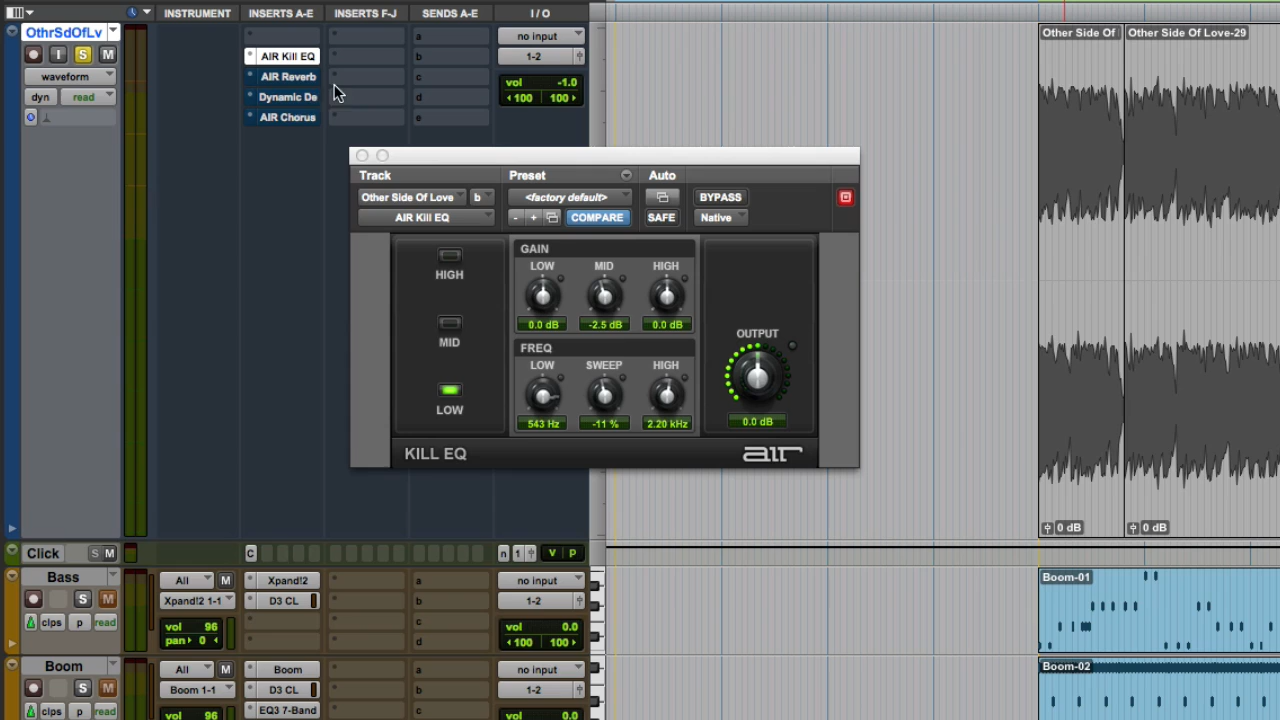 INSTRUMENT INSERTS A-E INSERTS F-J SENDS A-E I / O
OthrSdOfLv
I S M
waveform
dyn read
AIR Kill EQ
AIR Reverb
Dynamic De
AIR Chorus
a
b
c
d
e
no input
1-2
vol -1.0
100 100
Other Side Of
Other Side Of Love-29
0 dB
0 dB
Track Preset Auto
Other Side Of Love b <factory default> BYPASS
AIR Kill EQ - + COMPARE SAFE Native
HIGH
MID
LOW
GAIN
LOW MID HIGH
0.0 dB -2.5 dB 0.0 dB
FREQ
LOW SWEEP HIGH
543 Hz -11 % 2.20 kHz
OUTPUT
0.0 dB
KILL EQ air
Click S M C n 1 V P
Bass
S M
clps p read
All M
Xpand!2 1-1
vol 96
pan 0
Xpand!2
D3 CL
a
b
c
d
no input
1-2
vol 0.0
100 100
Boom-01
Boom
S M
clps p read
All M
Boom 1-1
vol 96
Boom
D3 CL
EQ3 7-Band
a
b
c
no input
1-2
vol 0.0
Boom-02